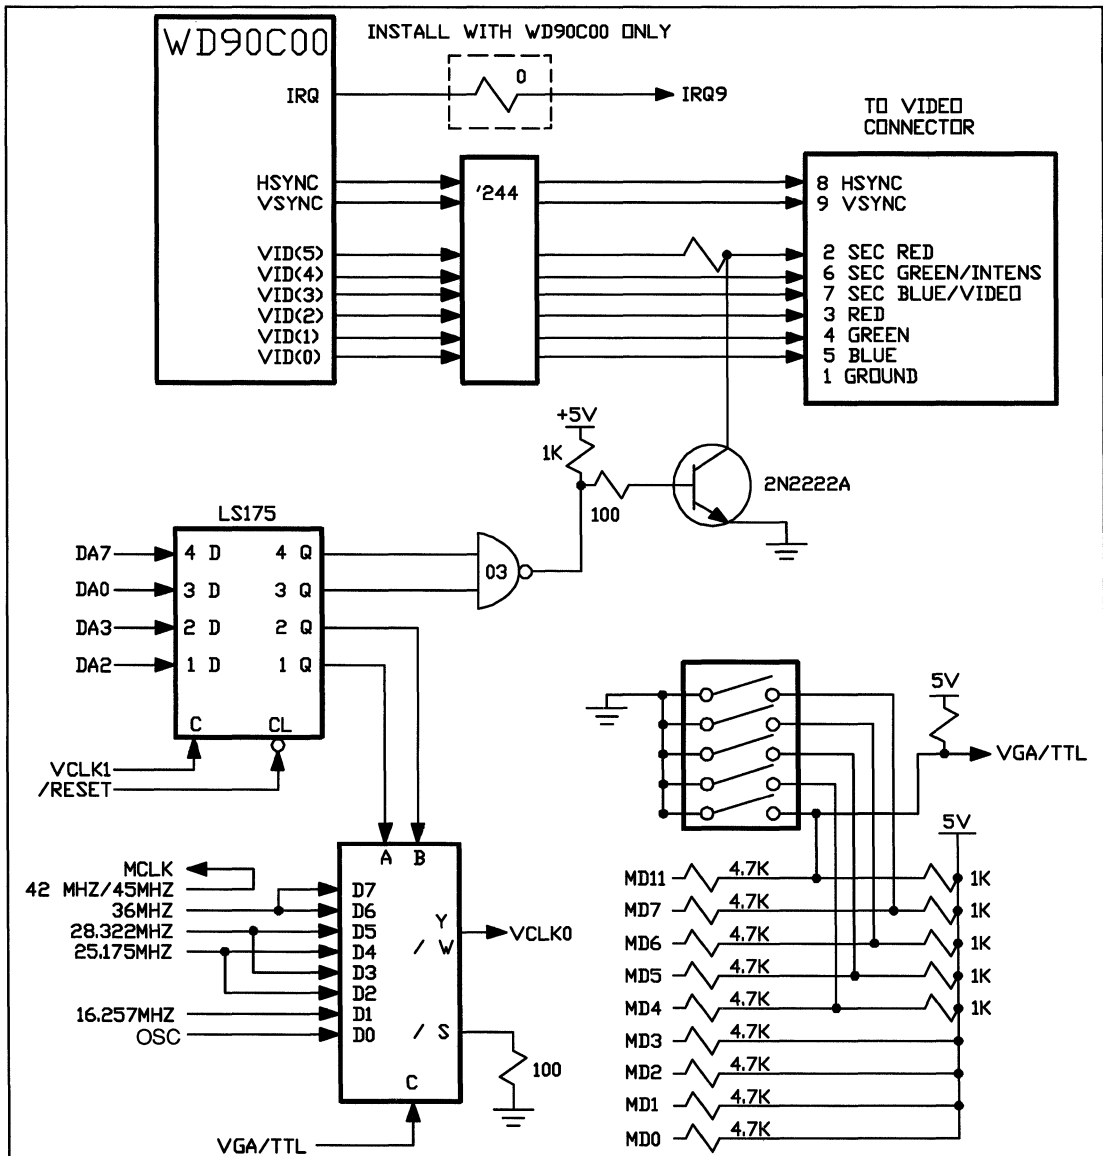 WD90C00
INSTALL WITH WD90C00 ONLY
0
IRQ
IRQ9
TO VIDEO
CONNECTOR
HSYNC
VSYNC
'244
8 HSYNC
9 VSYNC
VID(5)
VID(4)
VID(3)
VID(2)
VID(1)
VID(0)
2 SEC RED
6 SEC GREEN/INTENS
7 SEC BLUE/VIDEO
3 RED
4 GREEN
5 BLUE
1 GROUND
+5V
1K
100
2N2222A
LS175
DA7
4 D
4 Q
DA0
3 D
3 Q
DA3
2 D
2 Q
DA2
1 D
1 Q
03
C
CL
VCLK1
/RESET
5V
VGA/TTL
A B
MCLK
42 MHZ/45MHZ
36MHZ
28.322MHZ
25.175MHZ
16.257MHZ
OSC
D7
D6
D5
D4
D3
D2
D1
D0
Y
/ W
VCLK0
/ S
100
C
VGA/TTL
5V
MD11 4.7K 1K
MD7 4.7K 1K
MD6 4.7K 1K
MD5 4.7K 1K
MD4 4.7K 1K
MD3 4.7K
MD2 4.7K
MD1 4.7K
MD0 4.7K